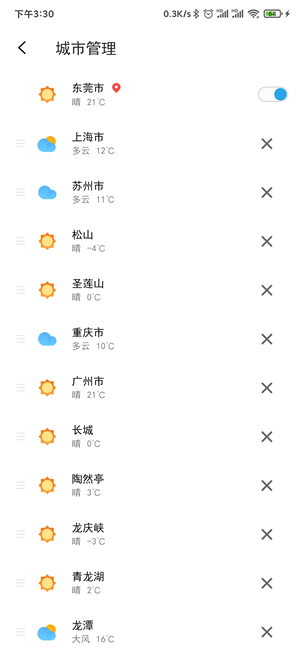 下午3:30
0.3K/s
HD
HD
64
城市管理
东莞市
晴 21℃
上海市
多云 12℃
苏州市
多云 11℃
松山
晴 -4℃
圣莲山
晴 0℃
重庆市
多云 10℃
广州市
晴 21℃
长城
晴 0℃
陶然亭
晴 3℃
龙庆峡
晴 -3℃
青龙湖
晴 2℃
龙潭
大风 16℃